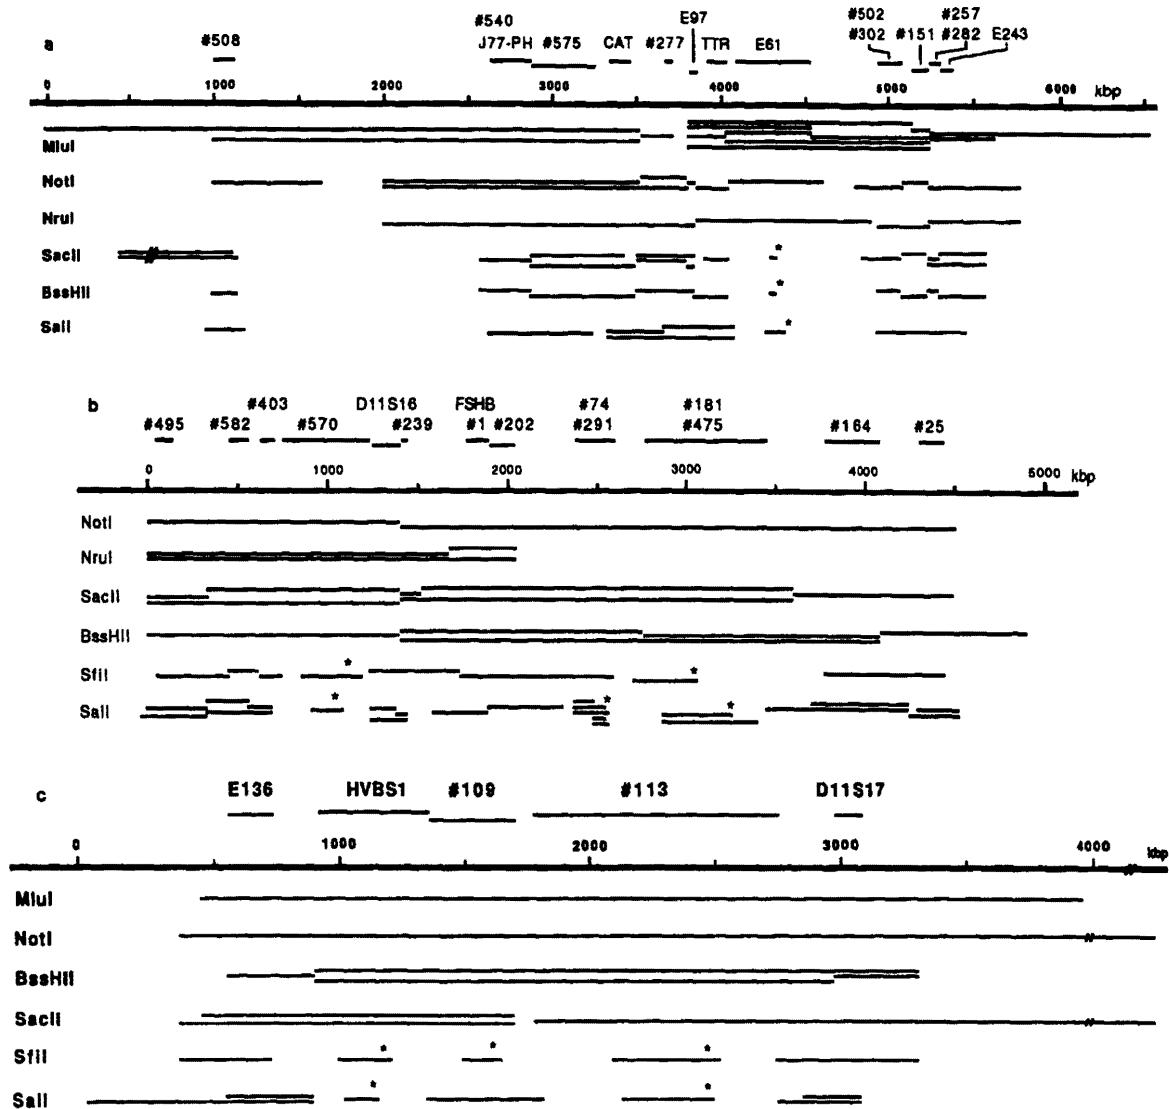 #540 E97 #502 #257
a #508 J77-PH #575 CAT #277 TTR E61 #302 #151 #282 E243
0 1000 2000 3000 4000 5000 6000 kbp
MluI
NotI
NruI
SacII *
BssHII *
SalI *
b #403 D11S16 FSHB #74 #181
#495 #582 #570 #239 #1 #202 #291 #475 #164 #25
0 1000 2000 3000 4000 5000 kbp
NotI
NruI
SacII
BssHII
SfiI * *
SalI * * *
c E136 HVBS1 #109 #113 D11S17
0 1000 2000 3000 4000 kbp
MluI
NotI
BssHII
SacII
SfiI * * *
SalI * *